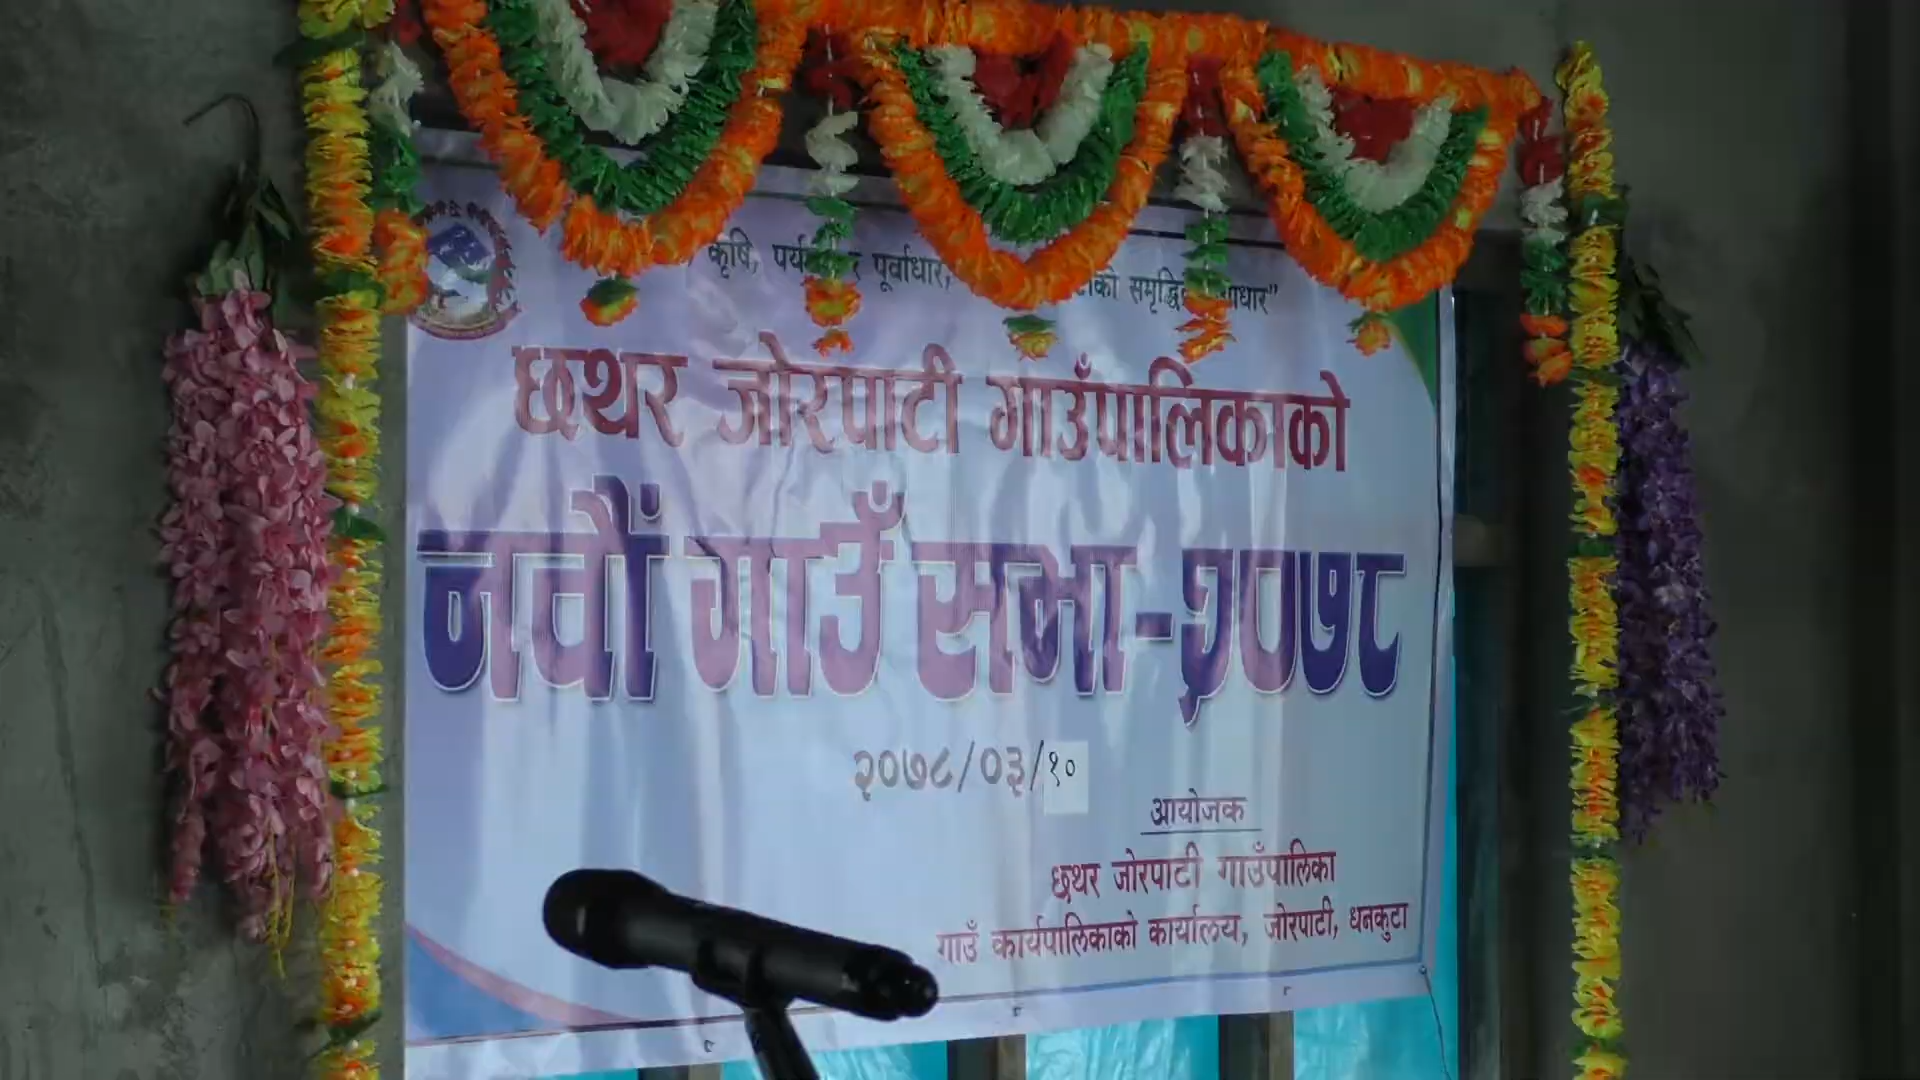 कृषि, पूर्वाधार,
छथर जोरपाटी गाउँपालिकाको
नवौं गाउँ सभा-२०७८
२०७८/०३/१०
आयोजक
छथर जोरपाटी गाउँपालिका
गाउँ कार्यपालिकाको कार्यालय, जोरपाटी, धनकुटा